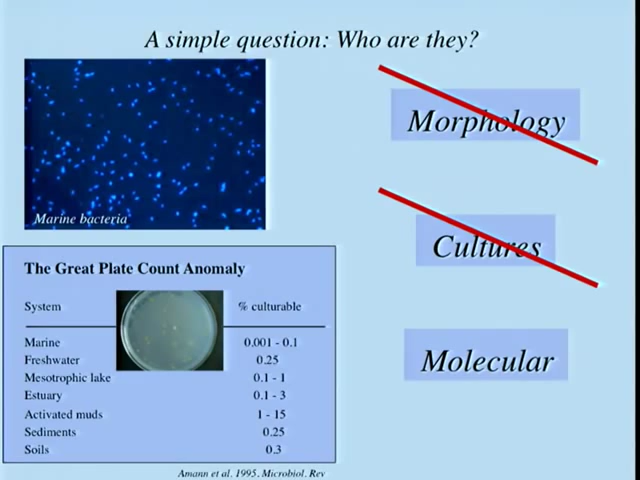 A simple question: Who are they?
Marine bacteria
Morphology
Cultures
Molecular
The Great Plate Count Anomaly
System % culturable
Marine 0.001 - 0.1
Freshwater 0.25
Mesotrophic lake 0.1 - 1
Estuary 0.1 - 3
Activated muds 1 - 15
Sediments 0.25
Soils 0.3
Amann et al. 1995. Microbiol. Rev